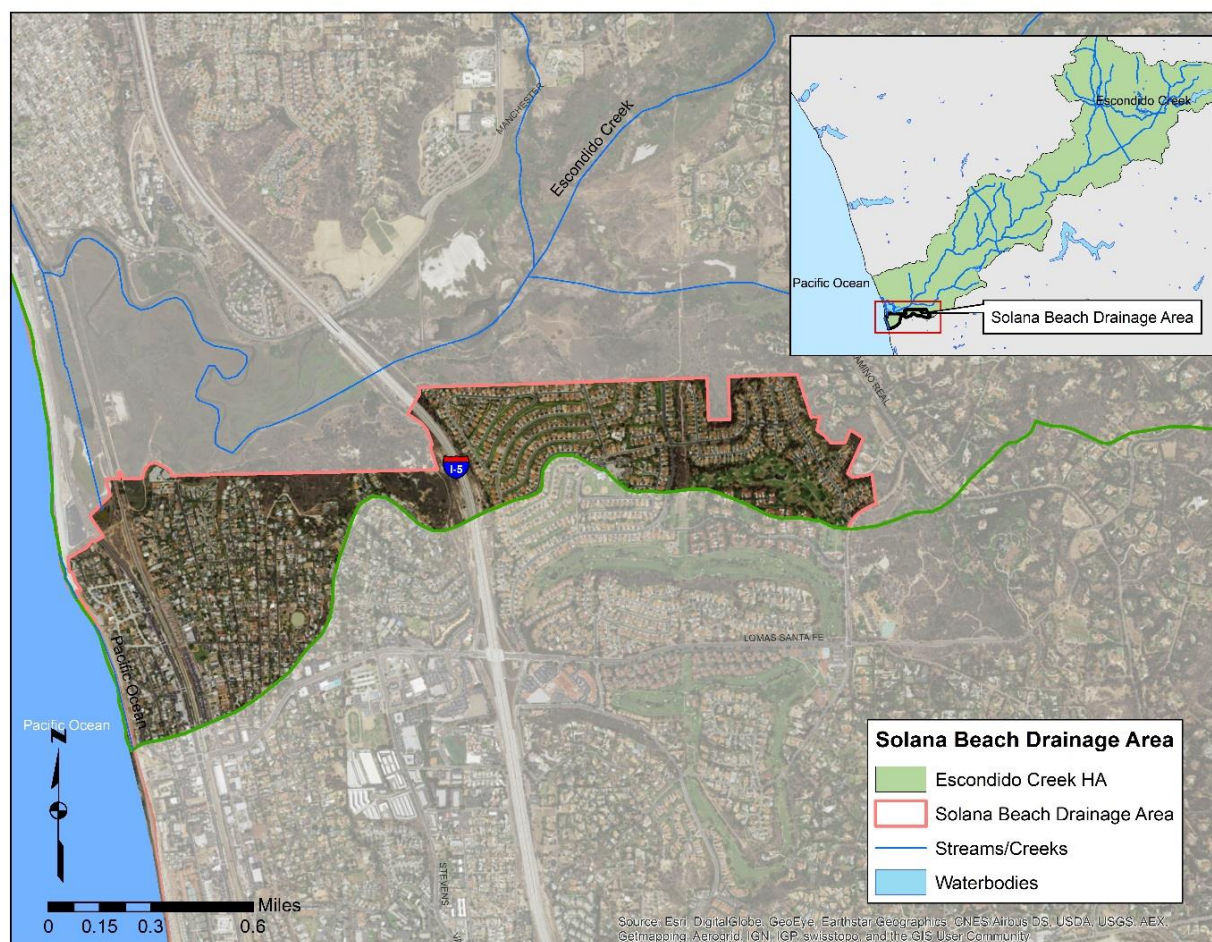 MANCHESTER
Escondido Creek
Escondido Creek
Pacific Ocean
Solana Beach Drainage Area
I-5
LOMAS SANTA FE
Pacific Ocean
Pacific Ocean
N
STEVENS
Miles
0 0.15 0.3 0.6
Solana Beach Drainage Area
Escondido Creek HA
Solana Beach Drainage Area
Streams/Creeks
Waterbodies
Source: Esri, DigitalGlobe, GeoEye, Earthstar Geographics, CNES/Airbus DS, USDA, USGS, AEX,
Getmapping, Aerogrid, IGN, IGP, swisstopo, and the GIS User Community